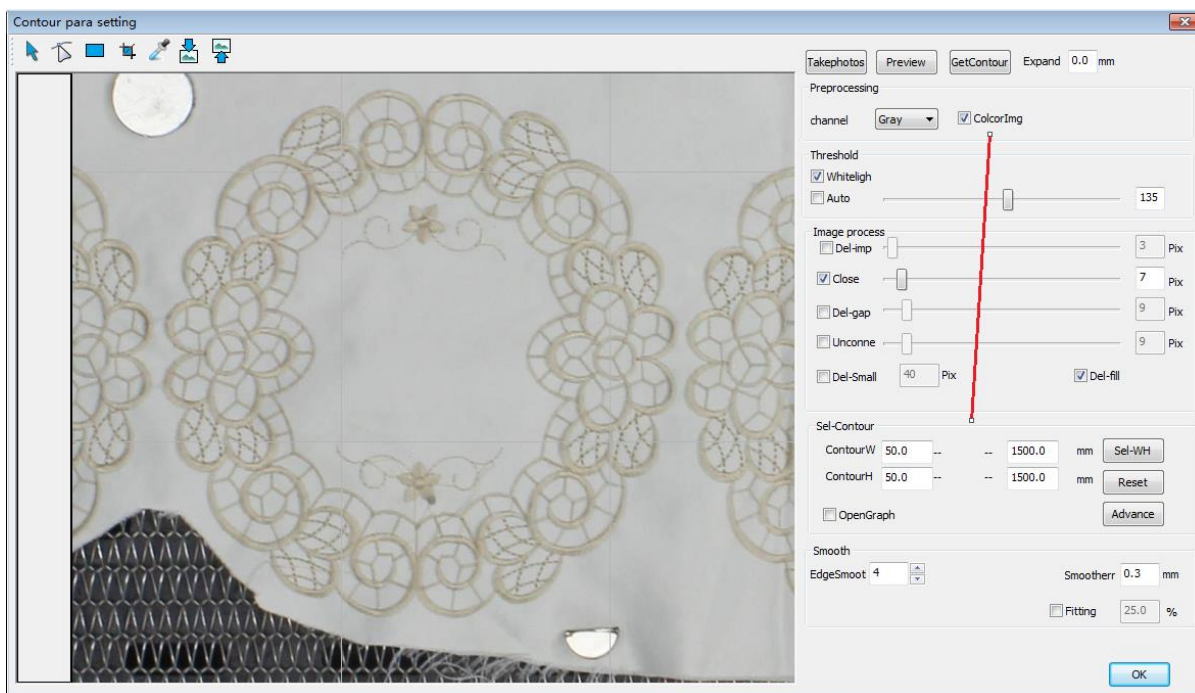 Contour para setting
Takephotos Preview GetContour Expand 0.0 mm
Preprocessing
channel Gray ColcorImg
Threshold
Whiteligh
Auto 135
Image process
Del-imp 3 Pix
Close 7 Pix
Del-gap 9 Pix
Unconne 9 Pix
Del-Small 40 Pix Del-fill
Sel-Contour
ContourW 50.0 -- -- 1500.0 mm Sel-WH
ContourH 50.0 -- -- 1500.0 mm Reset
OpenGraph Advance
Smooth
EdgeSmoot 4 Smootherr 0.3 mm
Fitting 25.0 %
OK